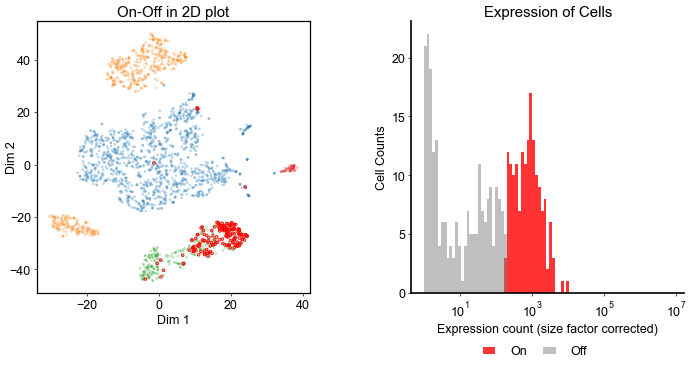 On-Off in 2D plot
40
20
0
−20
−40
Dim 2
−20
0
20
40
Dim 1
Expression of Cells
20
15
10
5
0
Cell Counts
10^1
10^3
10^5
10^7
Expression count (size factor corrected)
On
Off